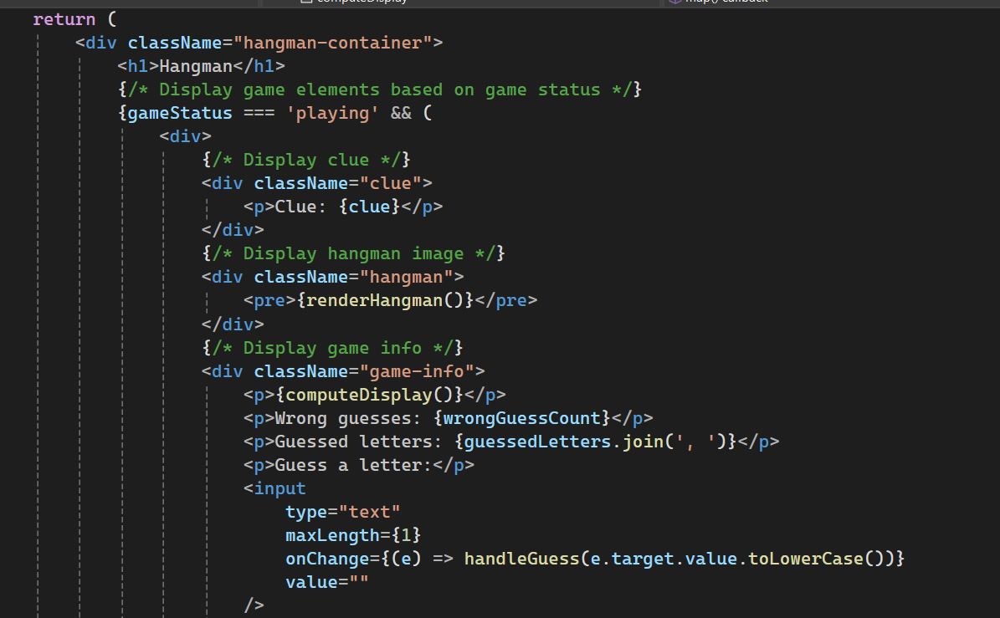 computeDisplay map() callback
return (
<div className="hangman-container">
<h1>Hangman</h1>
{/* Display game elements based on game status */}
{gameStatus === 'playing' && (
<div>
{/* Display clue */}
<div className="clue">
<p>Clue: {clue}</p>
</div>
{/* Display hangman image */}
<div className="hangman">
<pre>{renderHangman()}</pre>
</div>
{/* Display game info */}
<div className="game-info">
<p>{computeDisplay()}</p>
<p>Wrong guesses: {wrongGuessCount}</p>
<p>Guessed letters: {guessedLetters.join(', ')}</p>
<p>Guess a letter:</p>
<input
type="text"
maxLength={1}
onChange={(e) => handleGuess(e.target.value.toLowerCase())}
value=""
/>